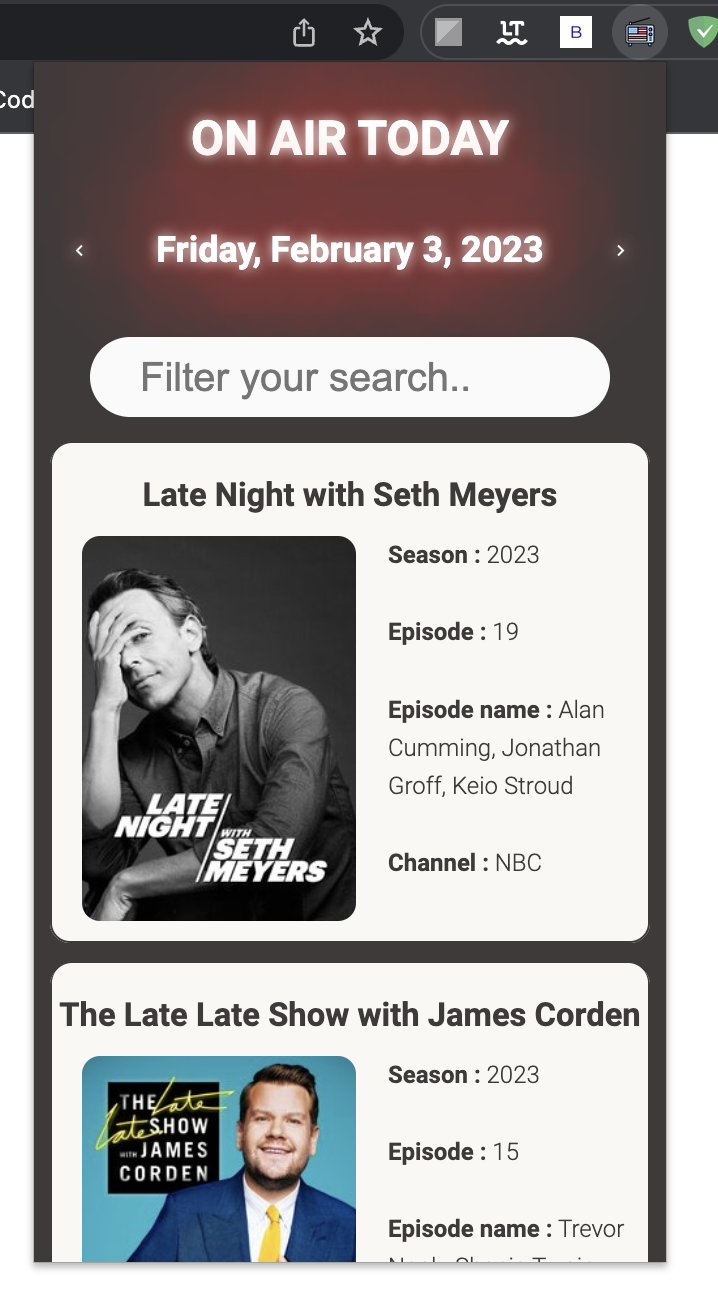 LT
B
Cod
ON AIR TODAY
Friday, February 3, 2023
Filter your search..
Late Night with Seth Meyers
Season : 2023
Episode : 19
Episode name : Alan
Cumming, Jonathan
Groff, Keio Stroud
Channel : NBC
LATE
NIGHT WITH
SETH
MEYERS
The Late Late Show with James Corden
Season : 2023
Episode : 15
Episode name : Trevor
THE Late
Late SHOW
WITH JAMES
CORDEN